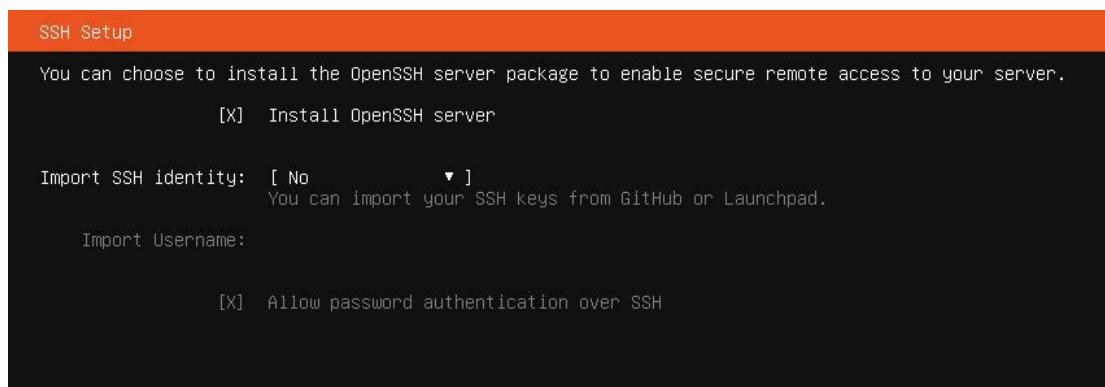 SSH Setup
You can choose to install the OpenSSH server package to enable secure remote access to your server.
[X] Install OpenSSH server
Import SSH identity: [ No ▾ ]
You can import your SSH keys from GitHub or Launchpad.
Import Username:
[X] Allow password authentication over SSH